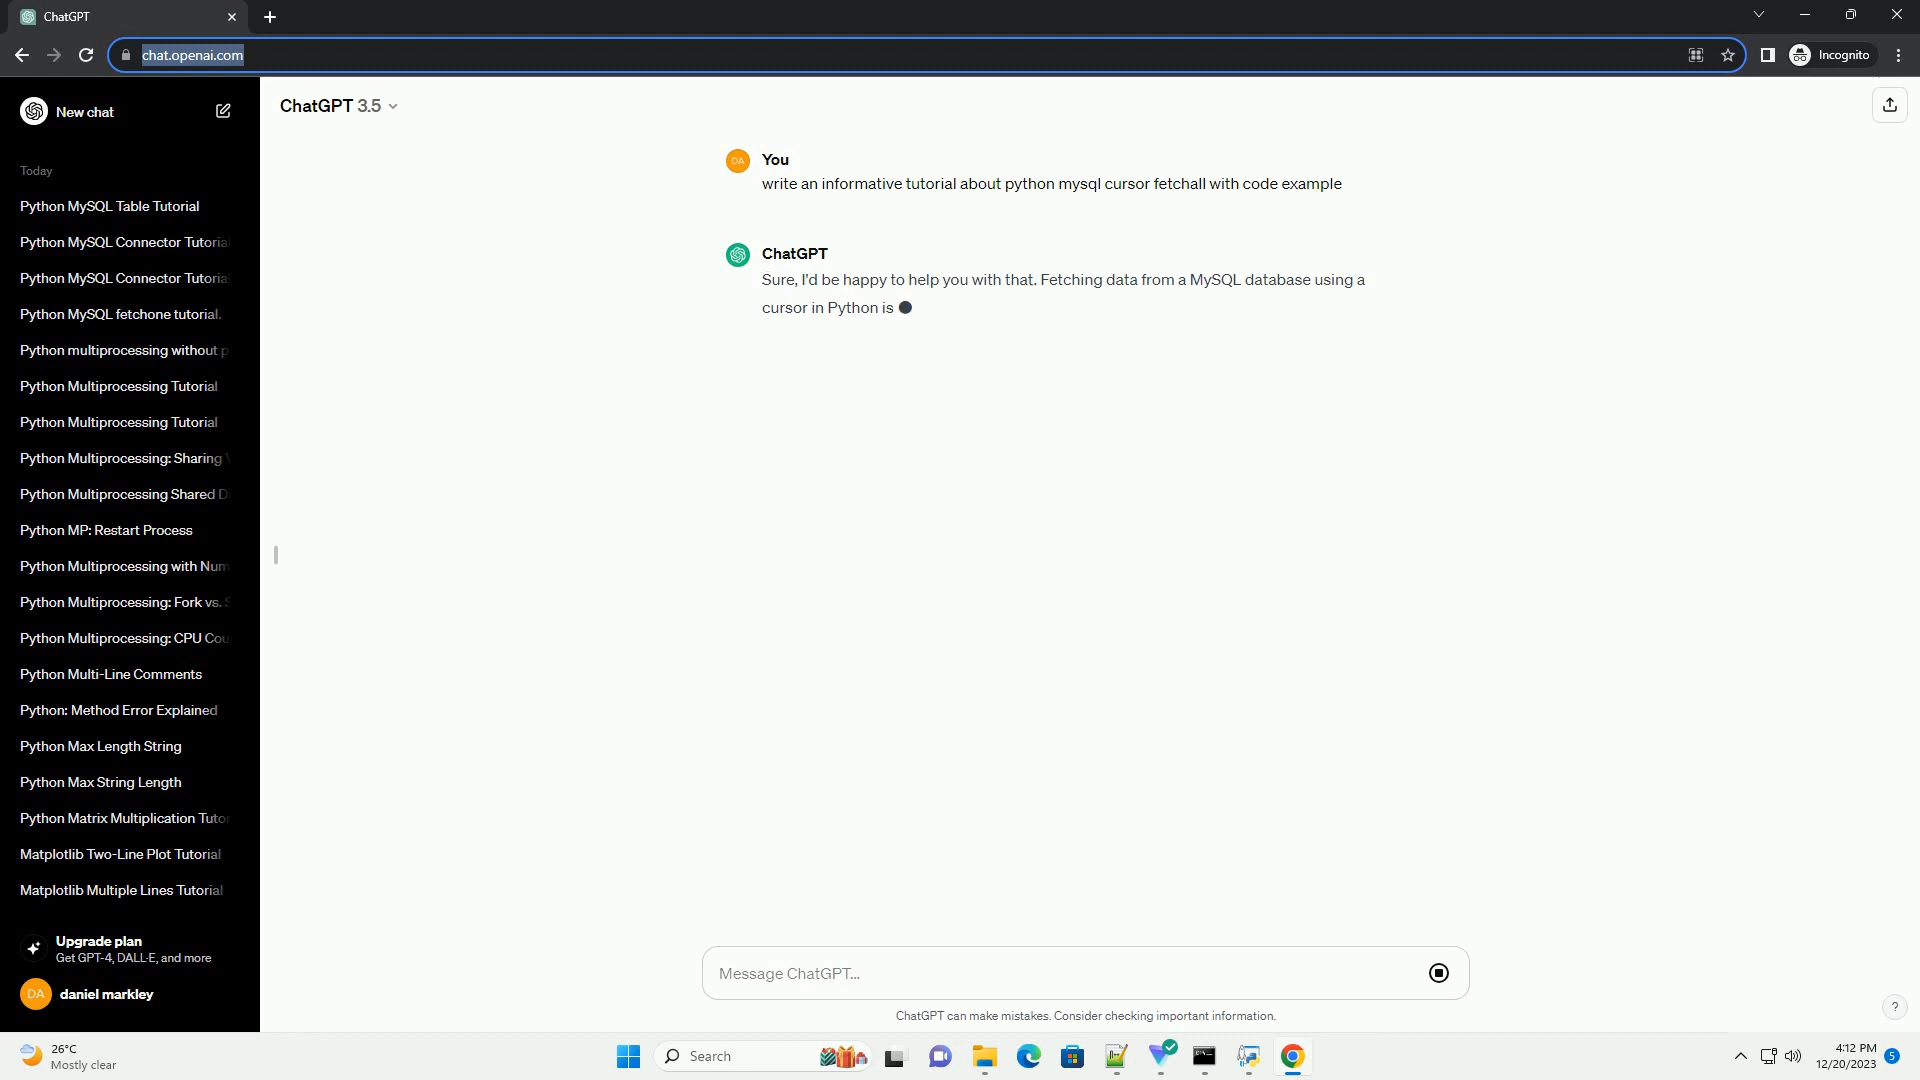 ChatGPT
chat.openai.com
Incognito
New chat
ChatGPT 3.5
Today
Python MySQL Table Tutorial
Python MySQL Connector Tutoria
Python MySQL Connector Tutoria
Python MySQL fetchone tutorial.
Python multiprocessing without p
Python Multiprocessing Tutorial
Python Multiprocessing Tutorial
Python Multiprocessing: Sharing
Python Multiprocessing Shared D
Python MP: Restart Process
Python Multiprocessing with Num
Python Multiprocessing: Fork vs. S
Python Multiprocessing: CPU Cou
Python Multi-Line Comments
Python: Method Error Explained
Python Max Length String
Python Max String Length
Python Matrix Multiplication Tutor
Matplotlib Two-Line Plot Tutorial
Matplotlib Multiple Lines Tutorial
Upgrade plan
Get GPT-4, DALL·E, and more
DA daniel markley
DA You
write an informative tutorial about python mysql cursor fetchall with code example
ChatGPT
Sure, I'd be happy to help you with that. Fetching data from a MySQL database using a
cursor in Python is
Message ChatGPT...
ChatGPT can make mistakes. Consider checking important information.
?
26°C
Mostly clear
Search
4:12 PM
12/20/2023
5